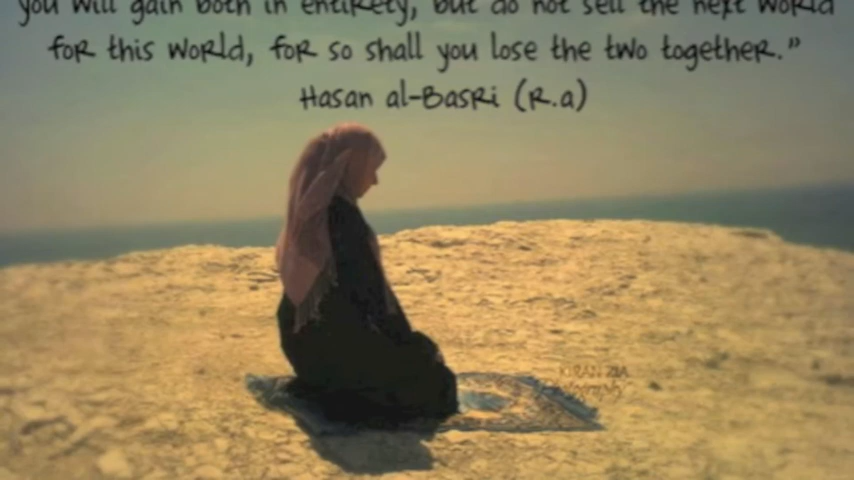 you will gain both in entirety, but do not sell the next world
for this world, for so shall you lose the two together.”
Hasan al-Basri (R.a)
KIRAN ZIA
Photography